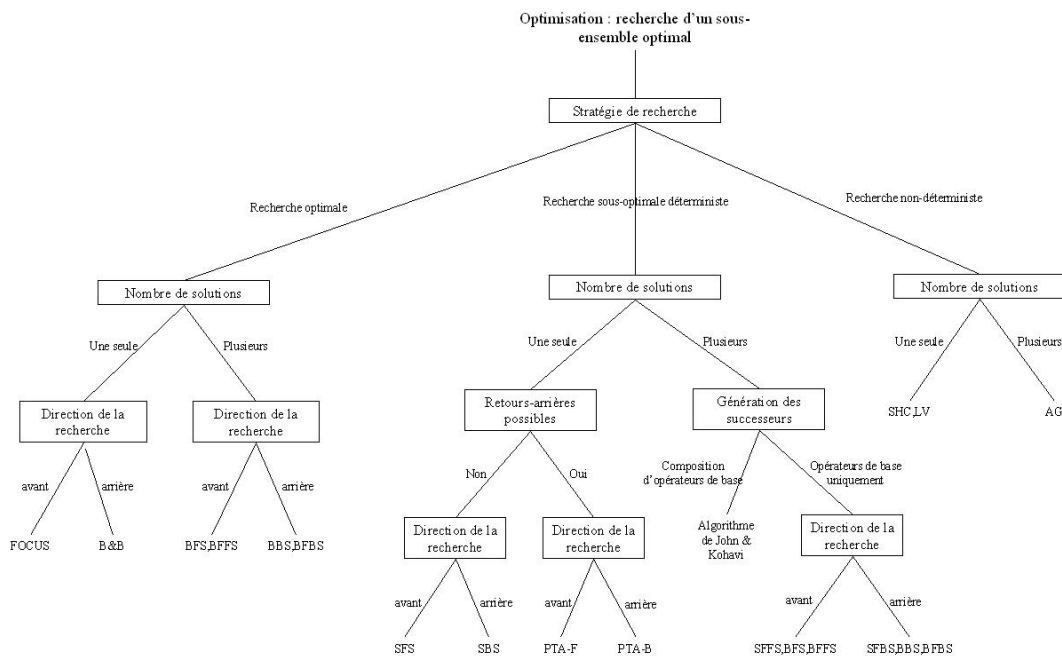 Optimisation : recherche d'un sous-
ensemble optimal
Stratégie de recherche
Recherche optimale
Recherche sous-optimale déterministe
Recherche non-déterministe
Nombre de solutions
Nombre de solutions
Nombre de solutions
Une seule
Plusieurs
Une seule
Plusieurs
Une seule
Plusieurs
Direction de la
recherche
Direction de la
recherche
Retours-arrières
possibles
Génération des
successeurs
SHC,LV
AG
avant
arrière
avant
arrière
Non
Oui
Composition
d'opérateurs de base
Opérateurs de base
uniquement
FOCUS
B&B
BFS,BFFS
BBS,BFBS
Direction de la
recherche
Direction de la
recherche
Algorithme
de John &
Kohavi
Direction de la
recherche
avant
arrière
avant
arrière
avant
arrière
SFS
SBS
PTA-F
PTA-B
SFFS,BFS,BFFS
SFBS,BBS,BFBS